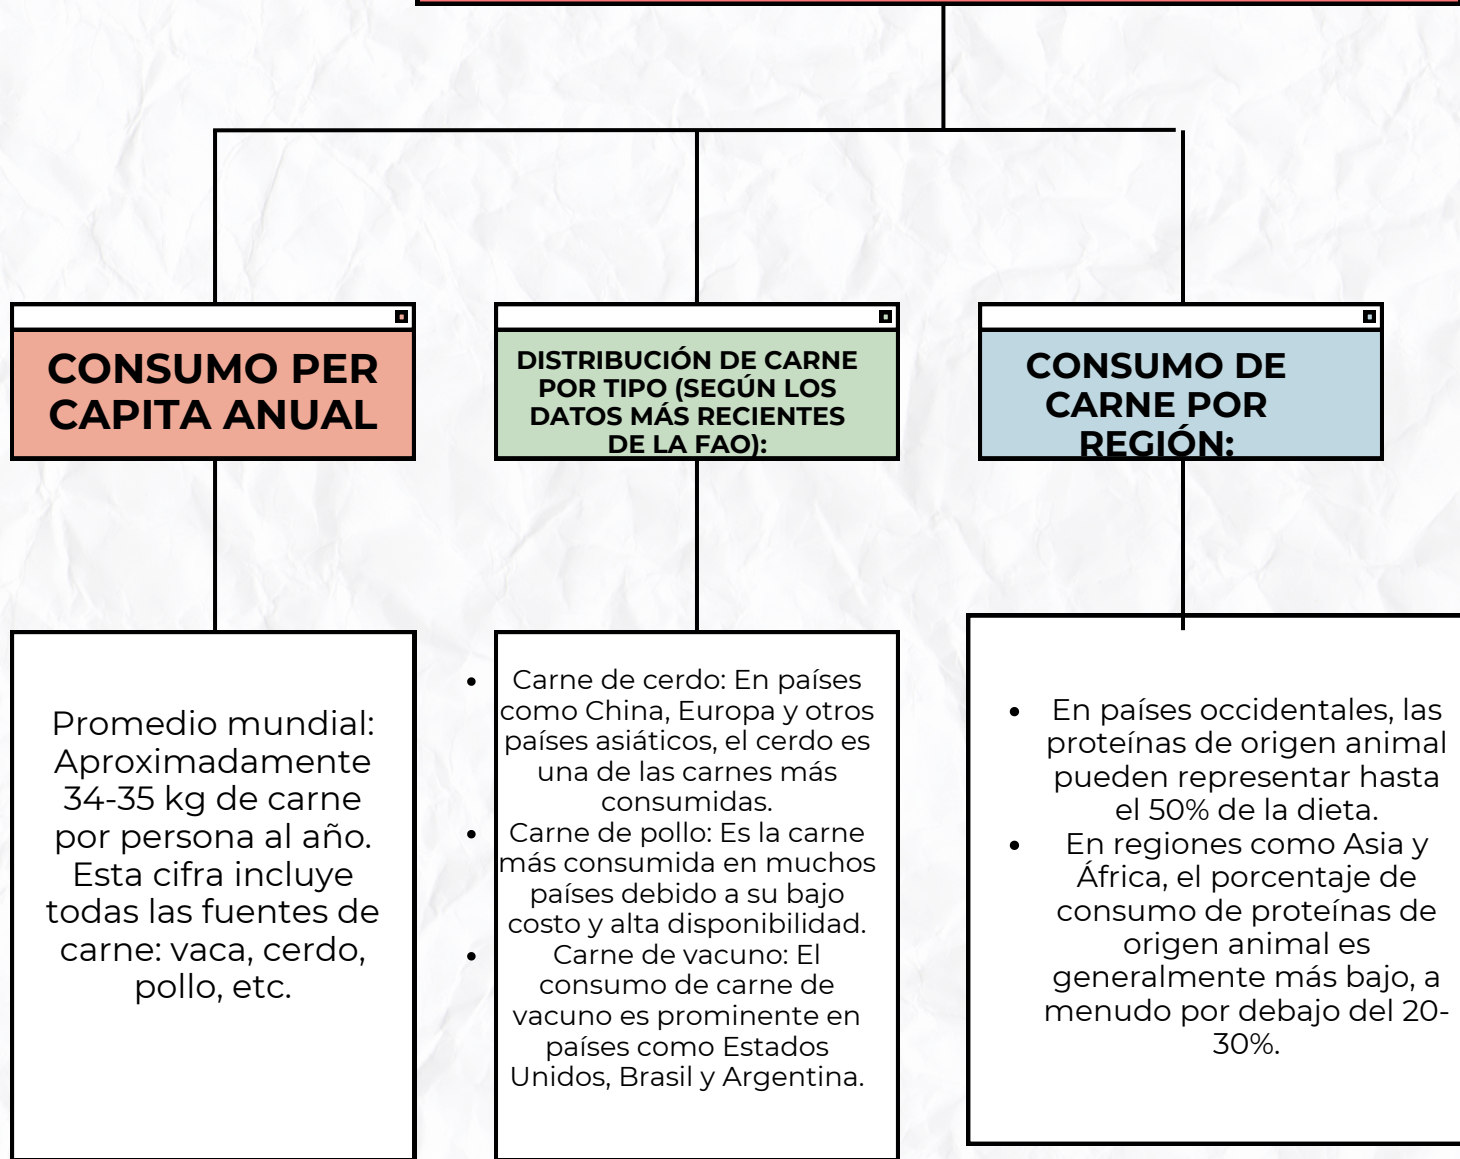 CONSUMO PER
CAPITA ANUAL
DISTRIBUCIÓN DE CARNE
POR TIPO (SEGÚN LOS
DATOS MÁS RECIENTES
DE LA FAO):
CONSUMO DE
CARNE POR
REGIÓN:
Promedio mundial:
Aproximadamente
34-35 kg de carne
por persona al año.
Esta cifra incluye
todas las fuentes de
carne: vaca, cerdo,
pollo, etc.
• Carne de cerdo: En países
como China, Europa y otros
países asiáticos, el cerdo es
una de las carnes más
consumidas.
• Carne de pollo: Es la carne
más consumida en muchos
países debido a su bajo
costo y alta disponibilidad.
• Carne de vacuno: El
consumo de carne de
vacuno es prominente en
países como Estados
Unidos, Brasil y Argentina.
• En países occidentales, las
proteínas de origen animal
pueden representar hasta
el 50% de la dieta.
• En regiones como Asia y
África, el porcentaje de
consumo de proteínas de
origen animal es
generalmente más bajo, a
menudo por debajo del 20-
30%.